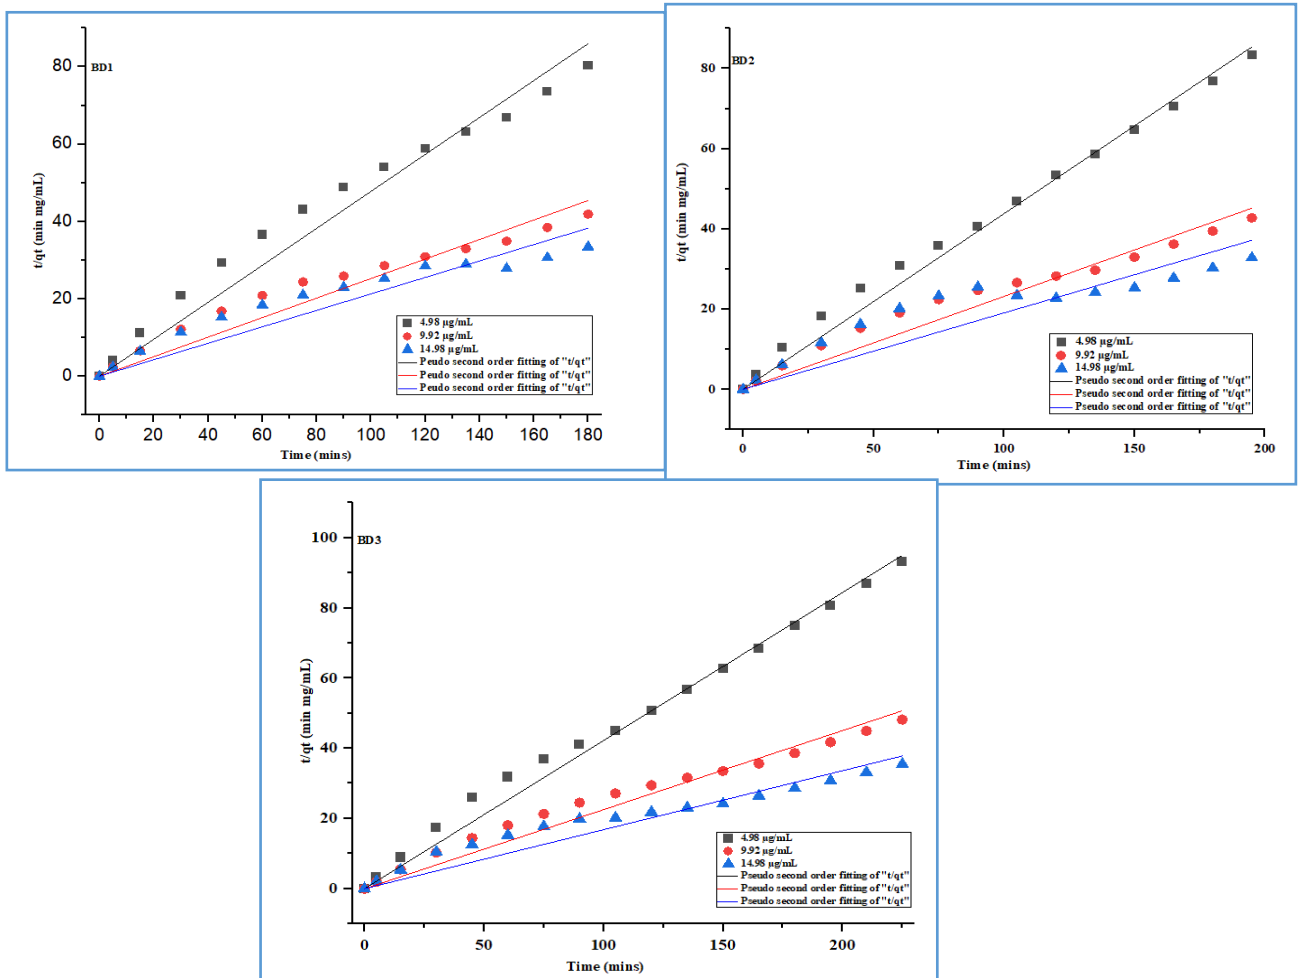 BD1
80
60
40
20
0
t/qt (min mg/mL)
4.98 µg/mL
9.92 µg/mL
14.98 µg/mL
Peudo second order fitting of "t/qt"
Peudo second order fitting of "t/qt"
Peudo second order fitting of "t/qt"
0 20 40 60 80 100 120 140 160 180
Time (mins)
BD2
80
60
40
20
0
t/qt (min mg/mL)
4.98 µg/mL
9.92 µg/mL
14.98 µg/mL
Pseudo second order fitting of "t/qt"
Pseudo second order fitting of "t/qt"
Pseudo second order fitting of "t/qt"
0 50 100 150 200
Time (mins)
BD3
100
80
60
40
20
0
t/qt (min mg/mL)
4.98 µg/mL
9.92 µg/mL
14.98 µg/mL
Pseudo second order fitting of "t/qt"
Pseudo second order fitting of "t/qt"
Pseudo second order fitting of "t/qt"
0 50 100 150 200
Time (mins)